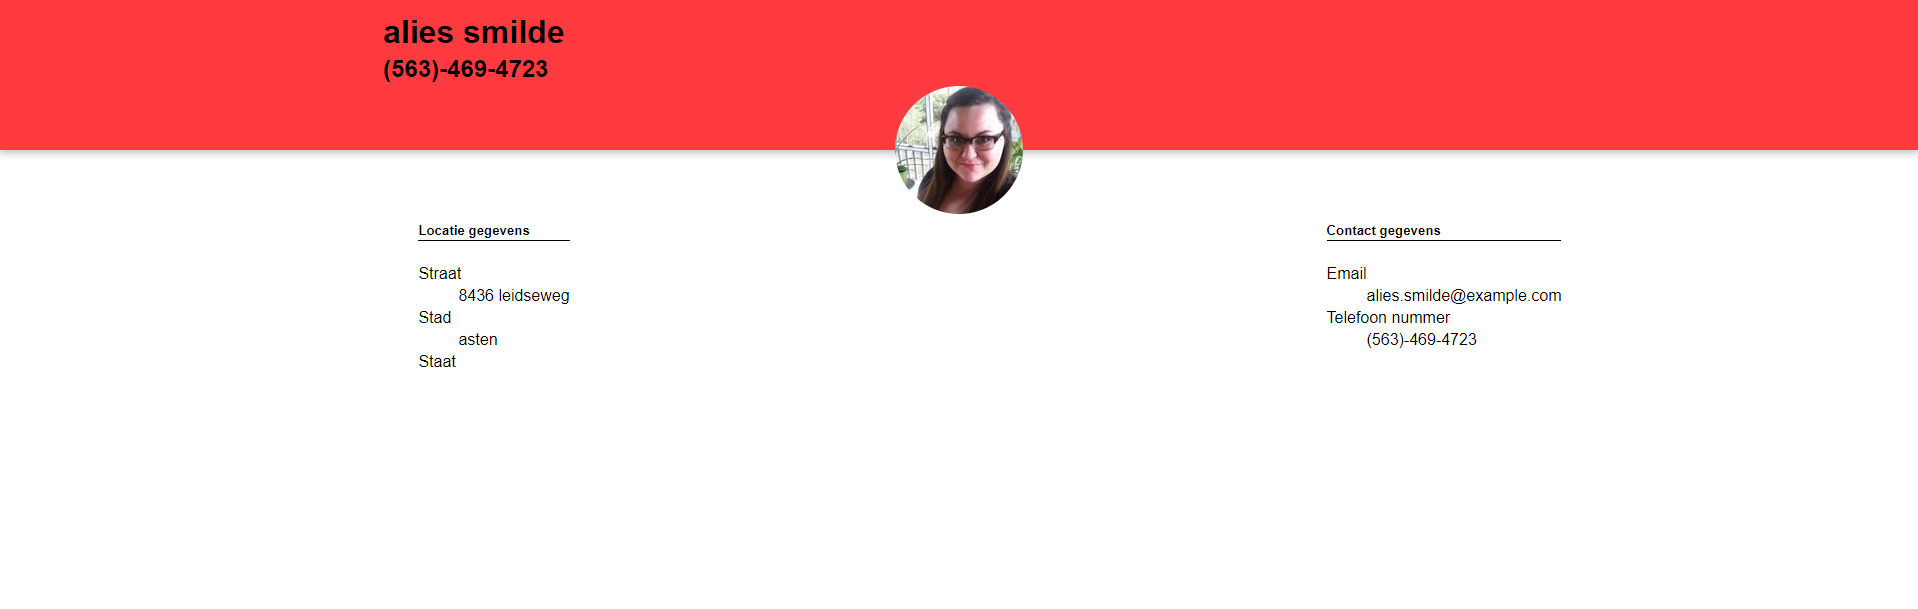 alies smilde
(563)-469-4723
Locatie gegevens
Straat
8436 leidseweg
Stad
asten
Staat
Contact gegevens
Email
alies.smilde@example.com
Telefoon nummer
(563)-469-4723